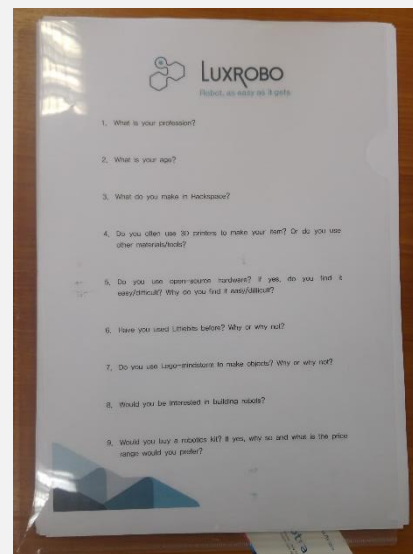 LUXROBO
Robot, as easy as it gets
1. What is your profession?
2. What is your age?
3. What do you make in Hackspace?
4. Do you often use 3D printers to make your item? Or do you use
other materials/tools?
5. Do you use open-source hardware? If yes, do you find it
easy/difficult? Why do you find it easy/difficult?
6. Have you used Littlebits before? Why or why not?
7. Do you use Lego-mindstorm to make objects? Why or why not?
8. Would you be interested in building robots?
9. Would you buy a robotics kit? If yes, why so and what is the price
range would you prefer?